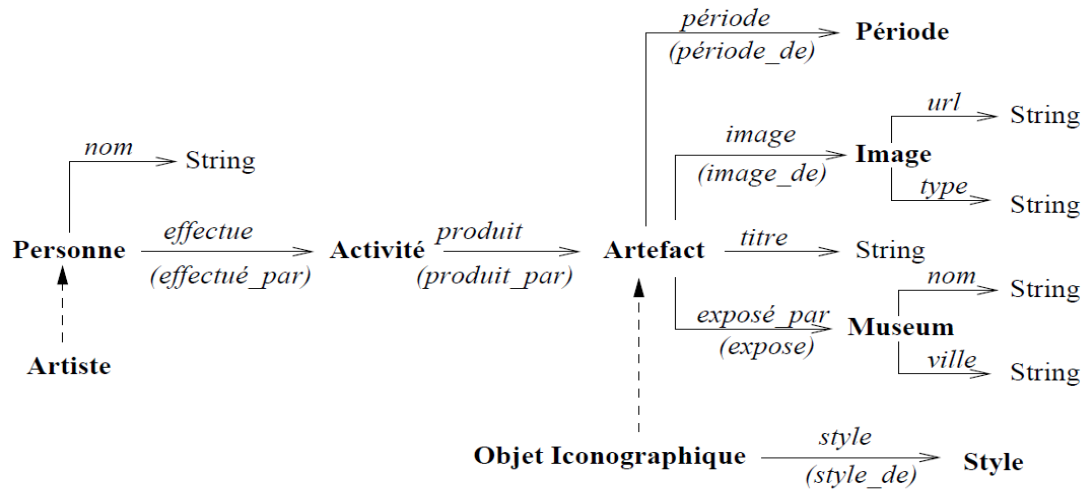 période
(période_de)
Période
nom
String
image
(image_de)
Image
url
String
type
String
Personne
effectue
(effectué_par)
Activité
produit
(produit_par)
Artefact
titre
String
exposé_par
(expose)
Museum
nom
String
ville
String
Artiste
Objet Iconographique
style
(style_de)
Style